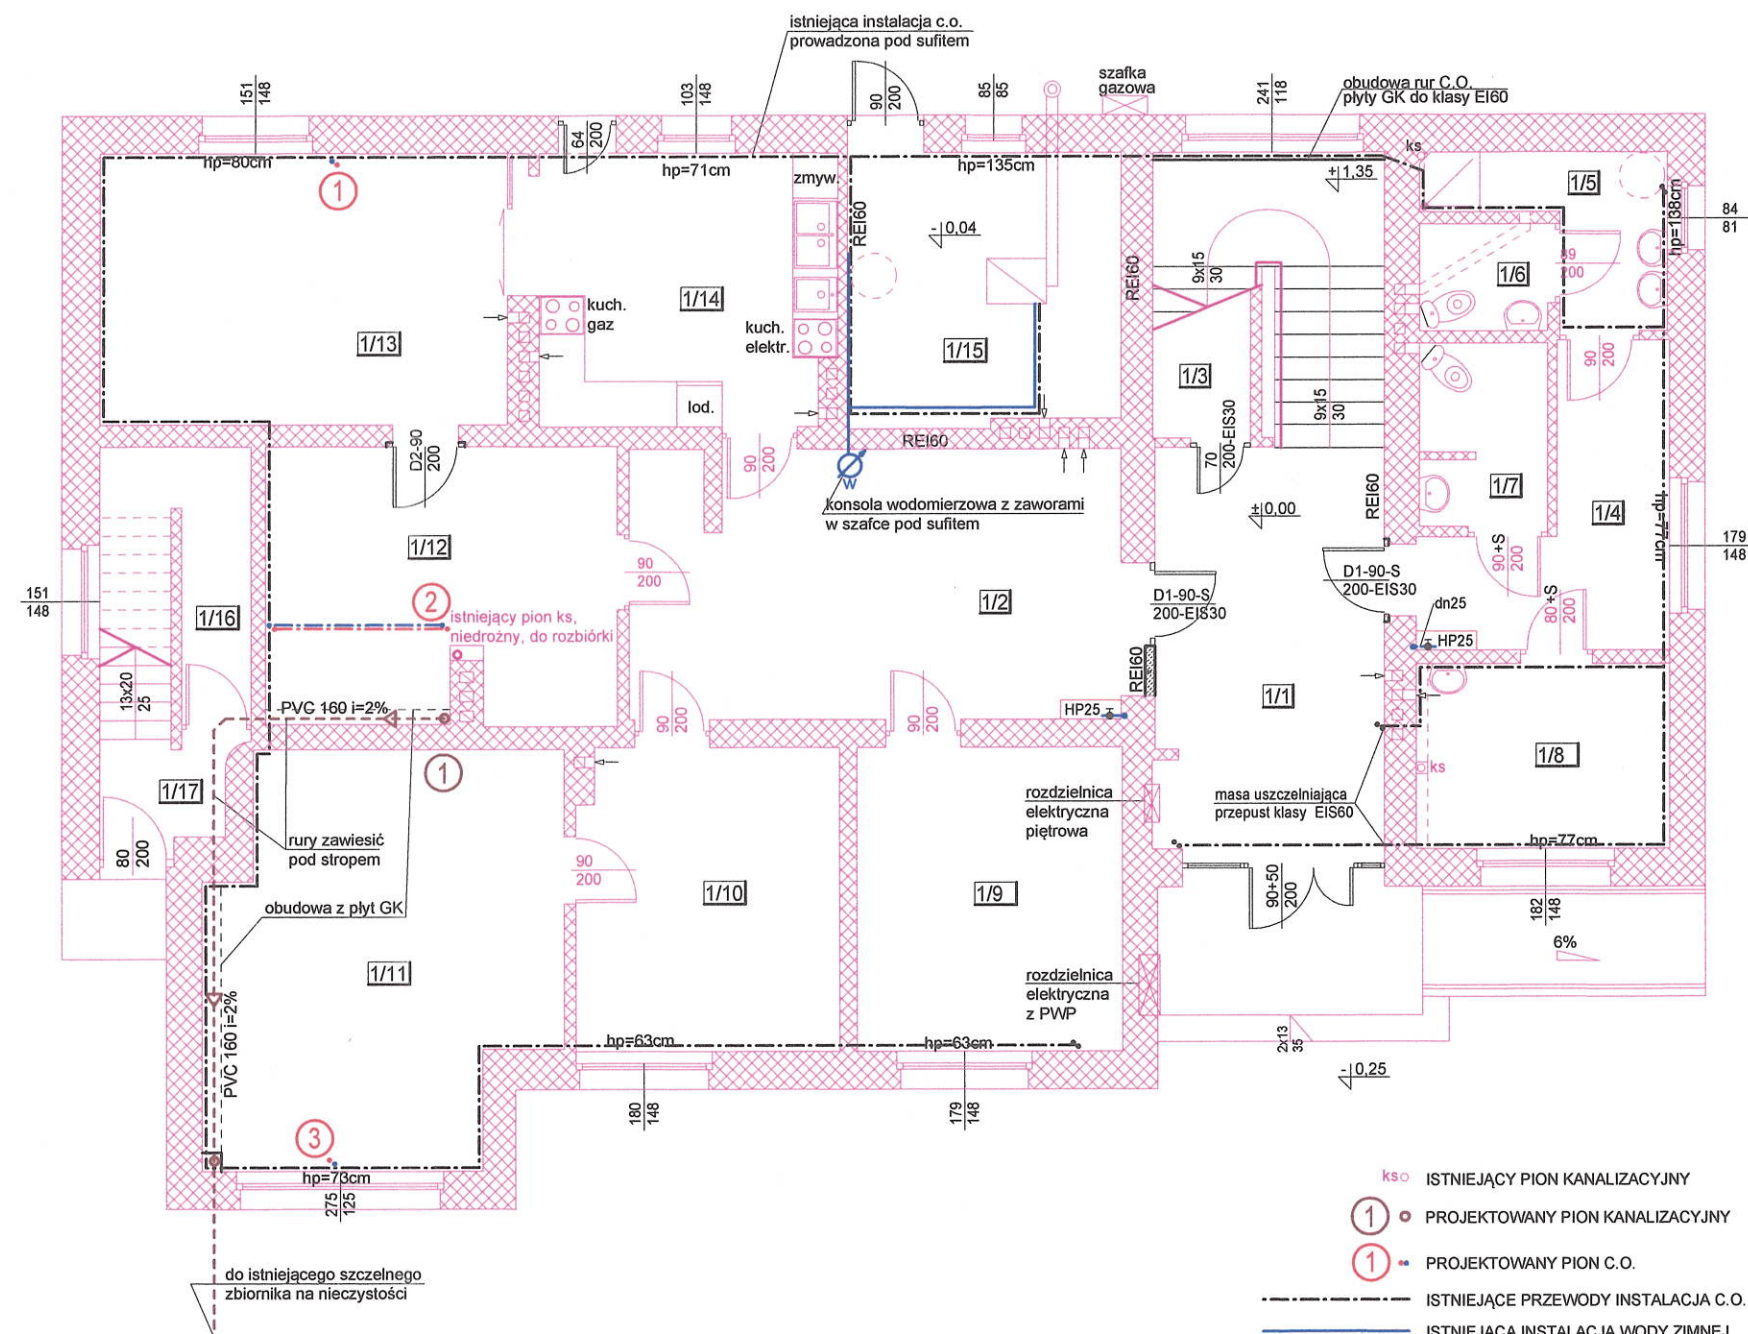 istniejąca instalacja c.o.
prowadzona pod sufitem
szafka
gazowa
obudowa rur C.O.
płyty GK do klasy EI60
151
148
103
148
90
200
85
85
241
118
64
200
hp=80cm
hp=71cm
hp=135cm
ks
+1,35
1/5
hp=138cm
84
81
1
zmyw.
REI60
-0,04
REI60
9x15
30
89
200
1/6
kuch.
gaz
1/14
kuch.
elektr.
1/13
1/15
1/3
90
200
9x15
30
lod.
D2-90
200
90
200
REI60
70
200-EIS30
REI60
1/7
1/4
hp=77cm
W
konsola wodomierzowa z zaworami
w szafce pod sufitem
±0,00
179
148
1/12
90
200
D1-90-S
200-EIS30
90+S
200
151
148
1/16
2
istniejący pion ks,
niedrożny, do rozbiórki
1/2
D1-90-S
200-EIS30
dn25
80+S
200
HP25
13x20
25
REI60
1/1
PVC 160 i=2%
90
200
90
200
HP25
1
1/8
ks
1/17
masa uszczelniająca
przepust klasy EIS60
rozdzielnica
elektryczna
piętrowa
rury zawiesić
pod stropem
80
200
hp=77cm
90
200
1/10
1/9
90+50
200
182
148
obudowa z płyt GK
6%
1/11
rozdzielnica
elektryczna
z PWP
PVC 160 i=2%
hp=63cm
hp=63cm
2x13
35
-0,25
180
148
179
148
3
hp=73cm
275
125
ks ISTNIEJĄCY PION KANALIZACYJNY
1 PROJEKTOWANY PION KANALIZACYJNY
1 PROJEKTOWANY PION C.O.
do istniejącego szczelnego
zbiornika na nieczystości
ISTNIEJĄCE PRZEWODY INSTALACJA C.O.
ISTNIEJĄCA INSTALACJA WODY ZIMNEJ